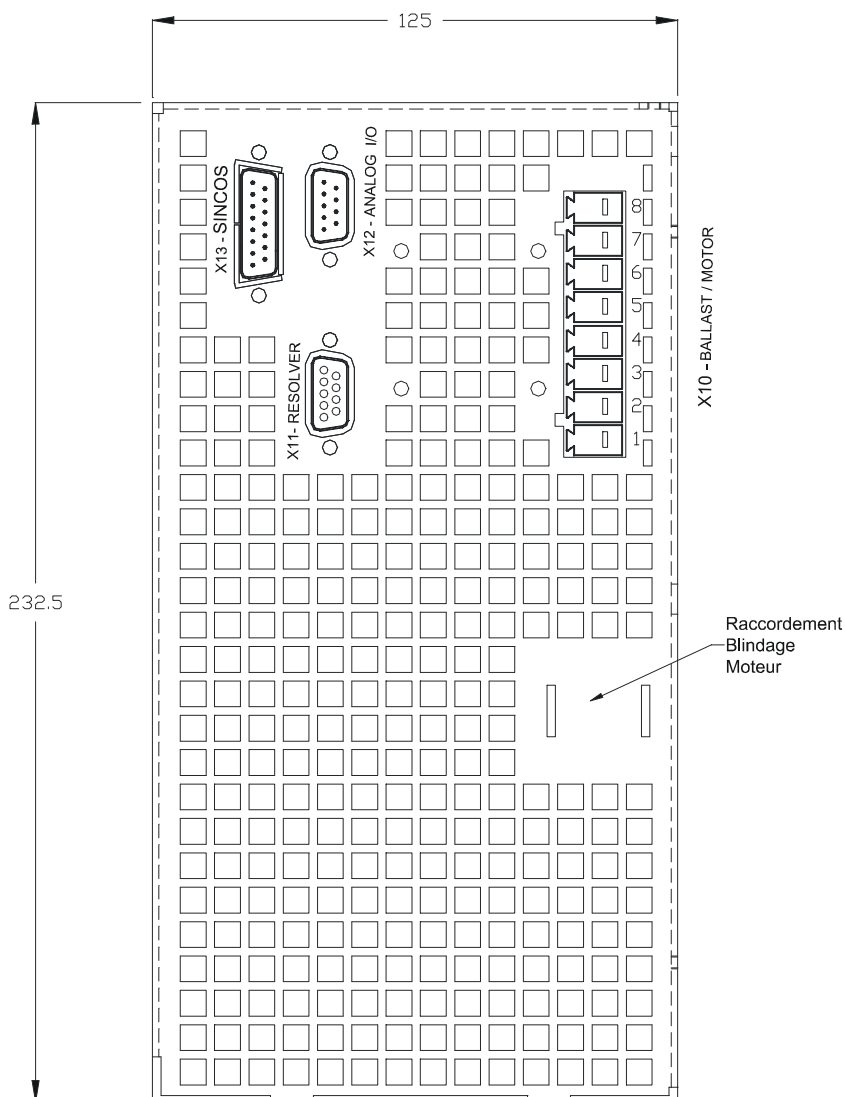 125
232.5
X13 - SINCOS
X12 - ANALOG I/O
X11- RESOLVER
8
7
6
5
4
3
2
1
X10 - BALLAST / MOTOR
Raccordement
Blindage
Moteur